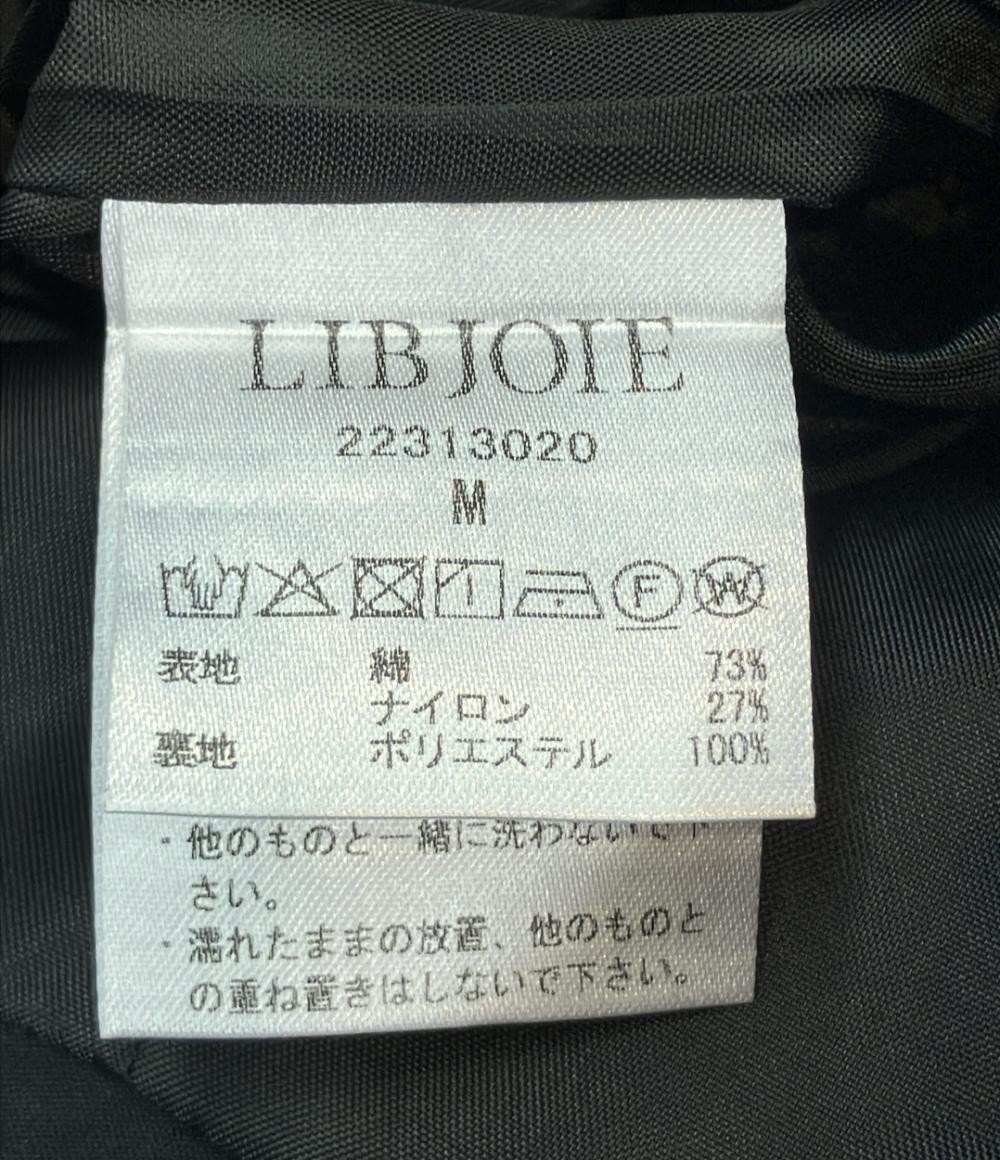 LIBJOIE
22313020
M
F W
表地 綿 73%
ナイロン 27%
裏地 ポリエステル 100%
・他のものと一緒に洗わないで下
さい。
・濡れたままの放置、他のものと
の重ね置きはしないで下さい。